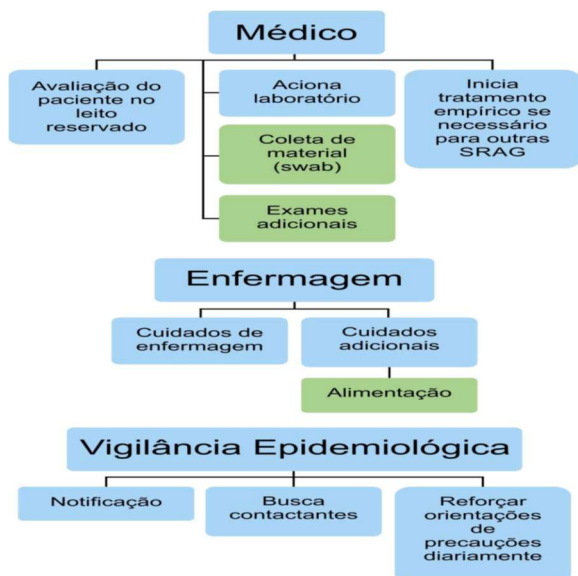 Médico
Avaliação do
paciente no
leito reservado
Aciona
laboratório
Inicia
tratamento
empírico se
necessário
para outras
SRAG
Coleta de
material
(swab)
Exames
adicionais
Enfermagem
Cuidados de
enfermagem
Cuidados
adicionais
Alimentação
Vigilância Epidemiológica
Notificação
Busca
contactantes
Reforçar
orientações
de
precauções
diariamente